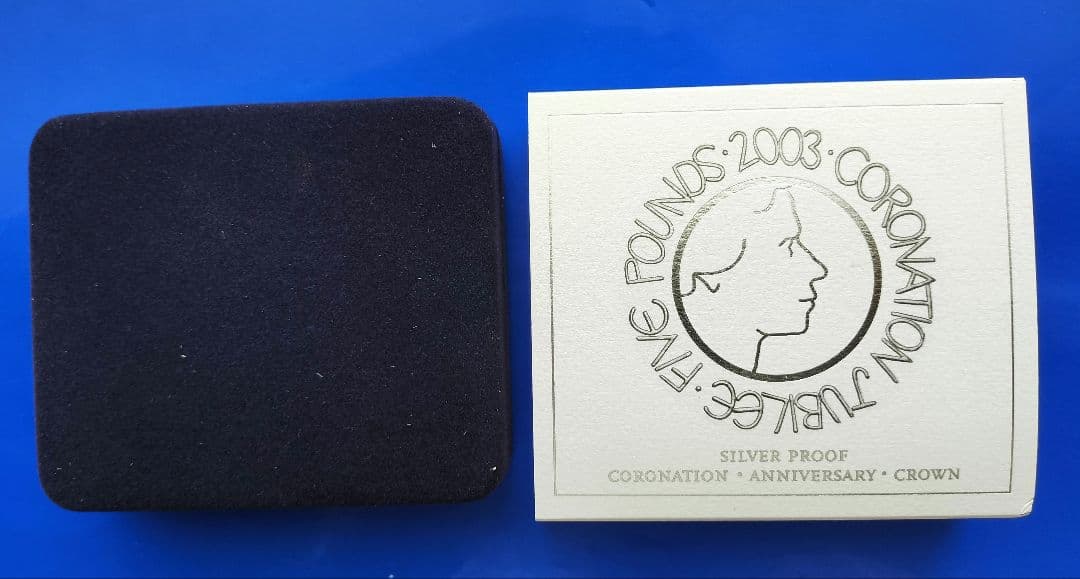 2003 · CORONATION JUBILEE · FIVE POUNDS ·
SILVER PROOF
CORONATION • ANNIVERSARY • CROWN